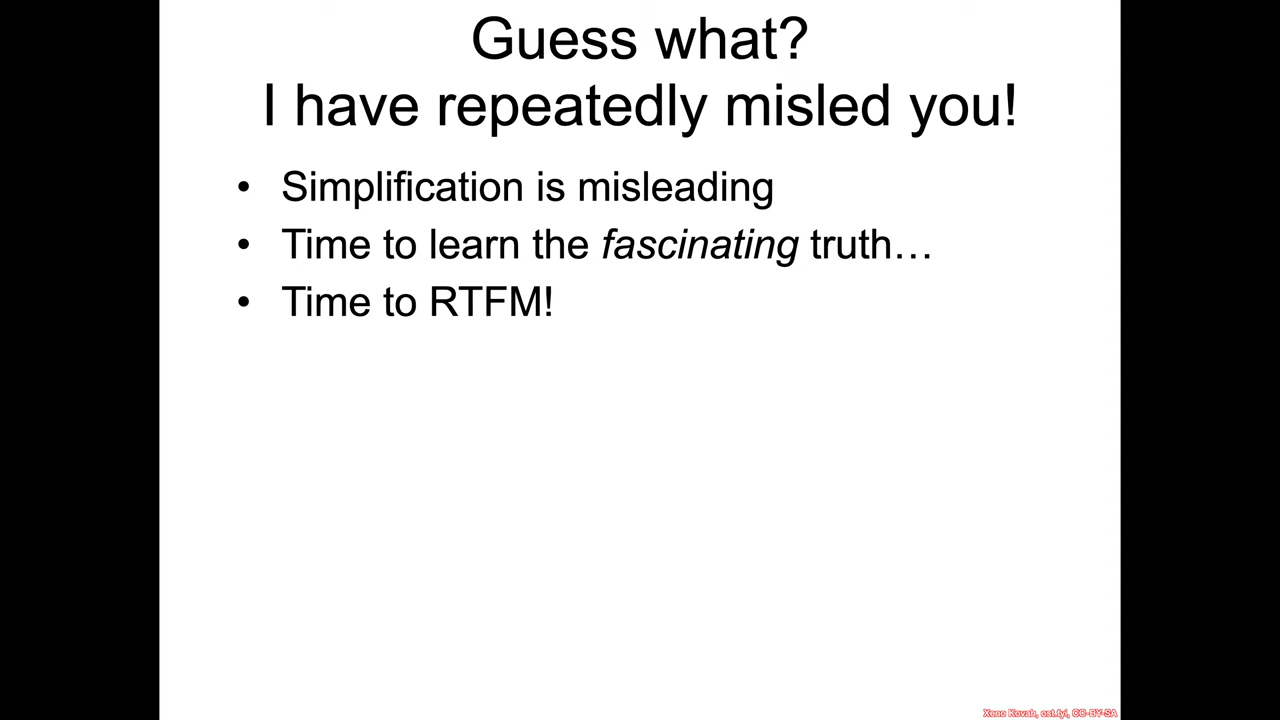 Guess what?
I have repeatedly misled you!
• Simplification is misleading
• Time to learn the fascinating truth…
• Time to RTFM!
Xeno Kovah, ost.fyi, CC-BY-SA